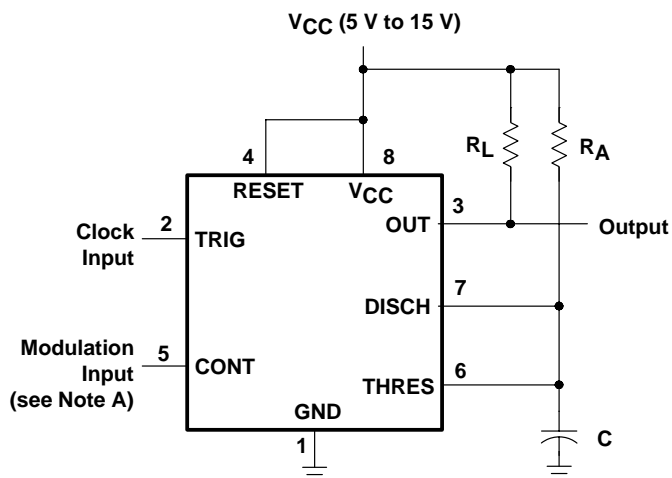 VCC (5 V to 15 V)
RL
RA
4
8
RESET
VCC
3
2
Clock
Input
TRIG
OUT
Output
7
DISCH
Modulation
Input
(see Note A)
5
CONT
6
THRES
GND
1
C